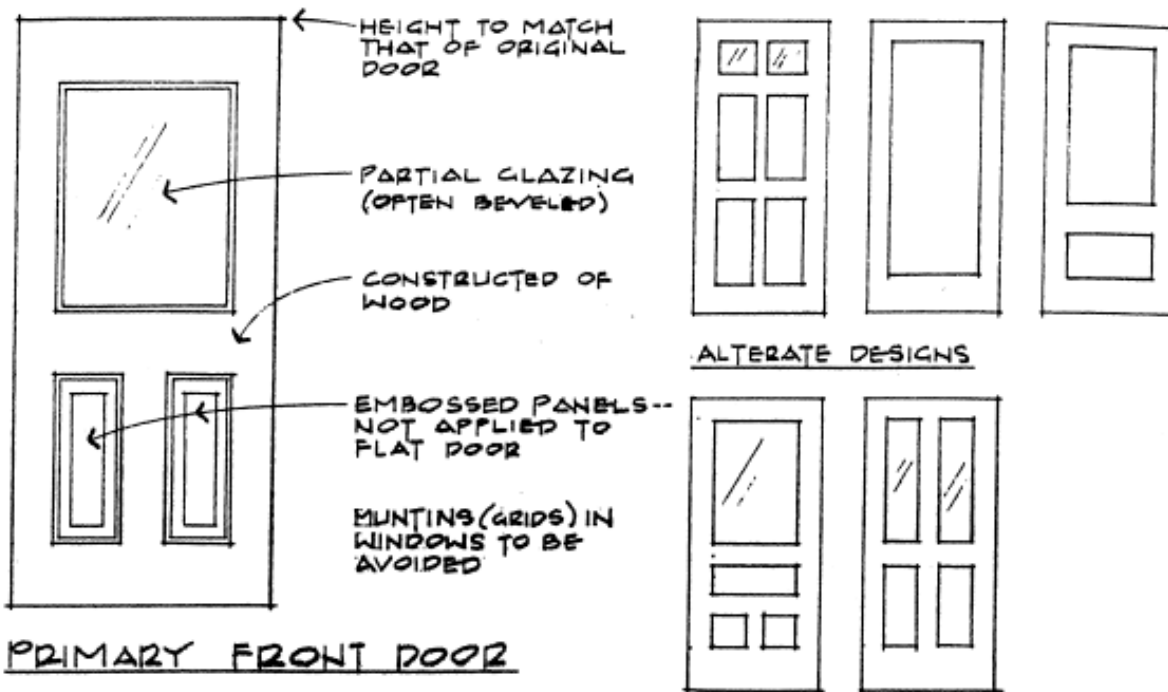 HEIGHT TO MATCH
THAT OF ORIGINAL
DOOR
PARTIAL GLAZING
(OFTEN BEVELED)
CONSTRUCTED OF
WOOD
EMBOSSED PANELS--
NOT APPLIED TO
FLAT DOOR
MUNTINS (GRIDS) IN
WINDOWS TO BE
AVOIDED
PRIMARY FRONT DOOR
ALTERATE DESIGNS